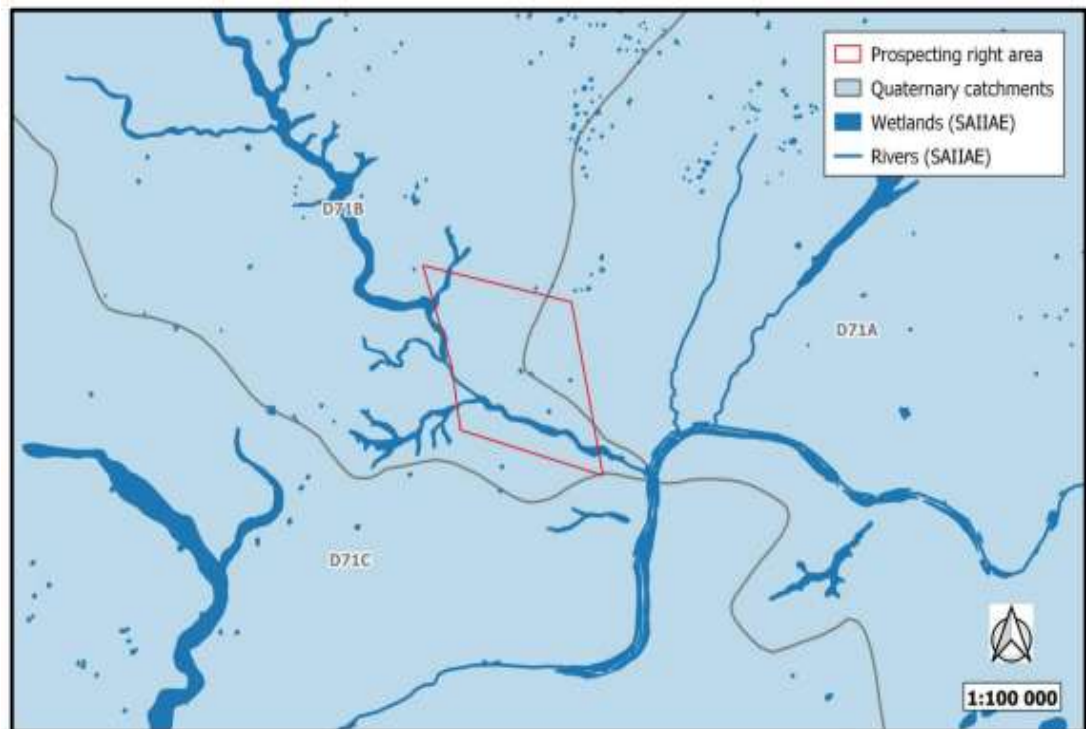 Prospecting right area
Quaternary catchments
Wetlands (SAIIAE)
Rivers (SAIIAE)
D71B
D71A
D71C
1:100 000